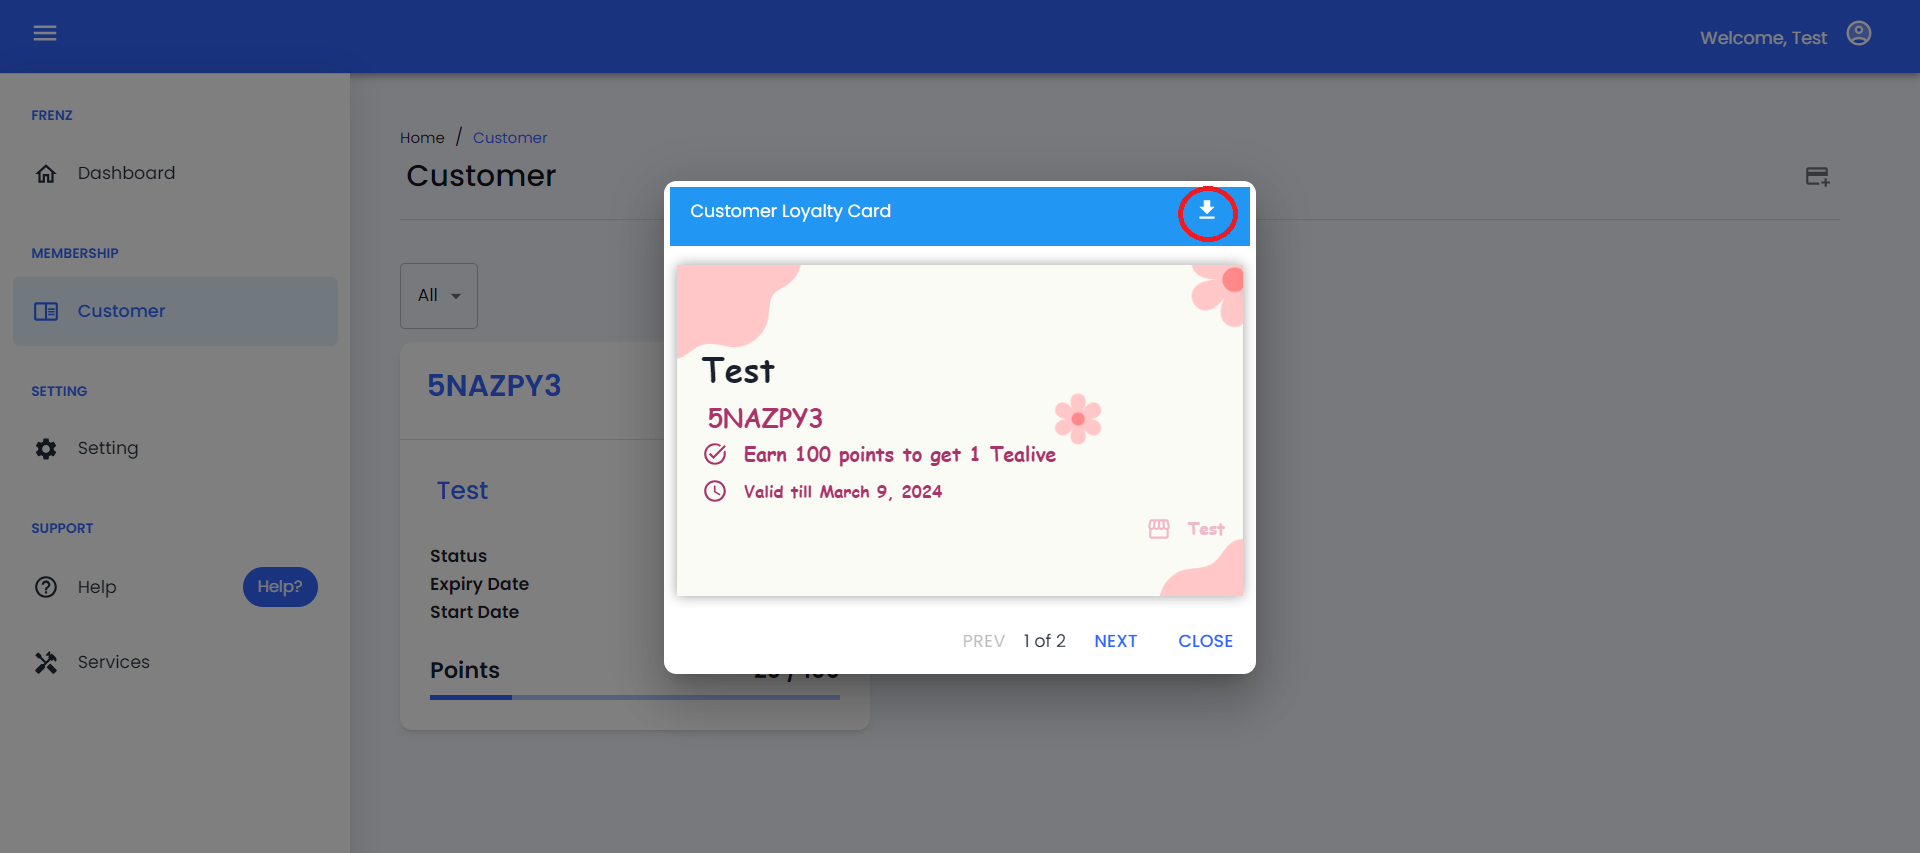 Welcome, Test
FRENZ
Dashboard
MEMBERSHIP
Customer
SETTING
Setting
SUPPORT
Help
Help?
Services
Home / Customer
Customer
All
5NAZPY3
Test
Status
Expiry Date
Start Date
Points
Customer Loyalty Card
Test
5NAZPY3
Earn 100 points to get 1 Tealive
Valid till March 9, 2024
Test
PREV 1 of 2 NEXT CLOSE